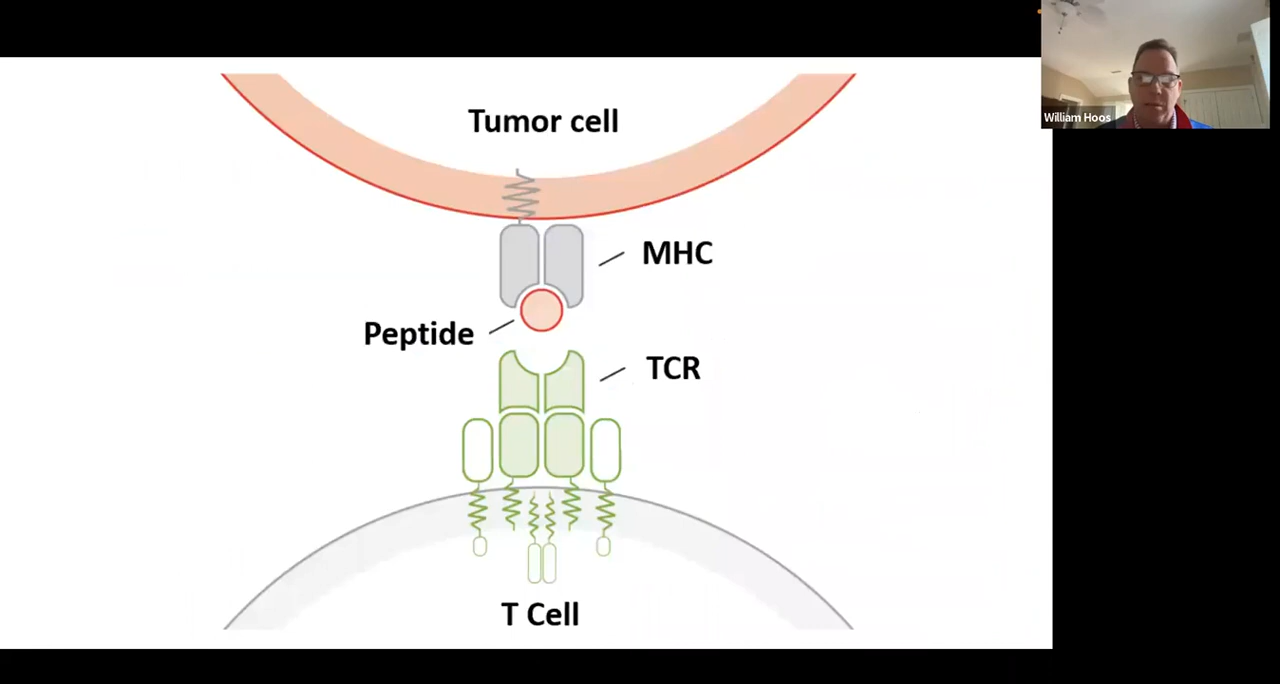 Tumor cell
William Hoos
MHC
Peptide
TCR
T Cell